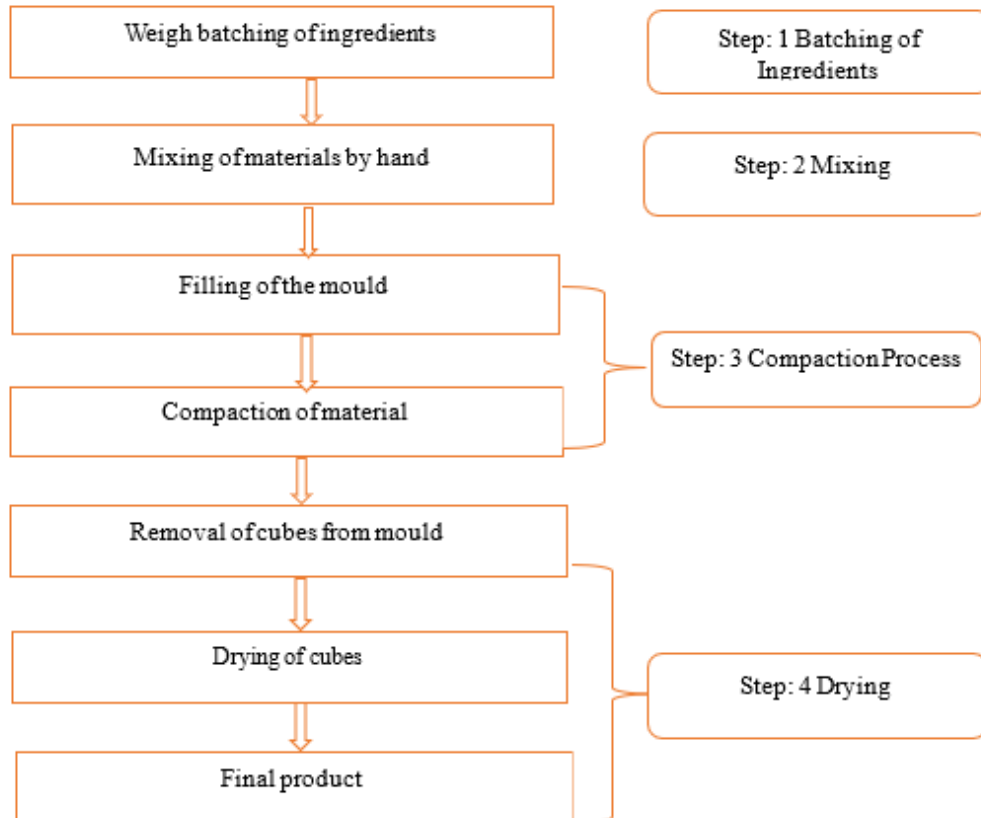 Weigh batching of ingredients
Step: 1 Batching of
Ingredients
Mixing of materials by hand
Step: 2 Mixing
Filling of the mould
Step: 3 Compaction Process
Compaction of material
Removal of cubes from mould
Drying of cubes
Step: 4 Drying
Final product